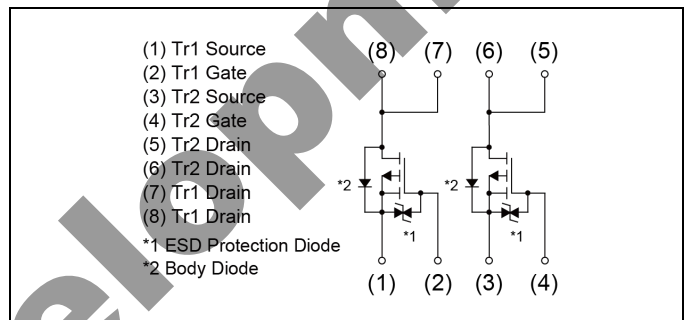 (1) Tr1 Source
(2) Tr1 Gate
(3) Tr2 Source
(4) Tr2 Gate
(5) Tr2 Drain
(6) Tr2 Drain
(7) Tr1 Drain
(8) Tr1 Drain
*1 ESD Protection Diode
*2 Body Diode
(8) (7) (6) (5)
*2 *2
*1 *1
(1) (2) (3) (4)
elopm